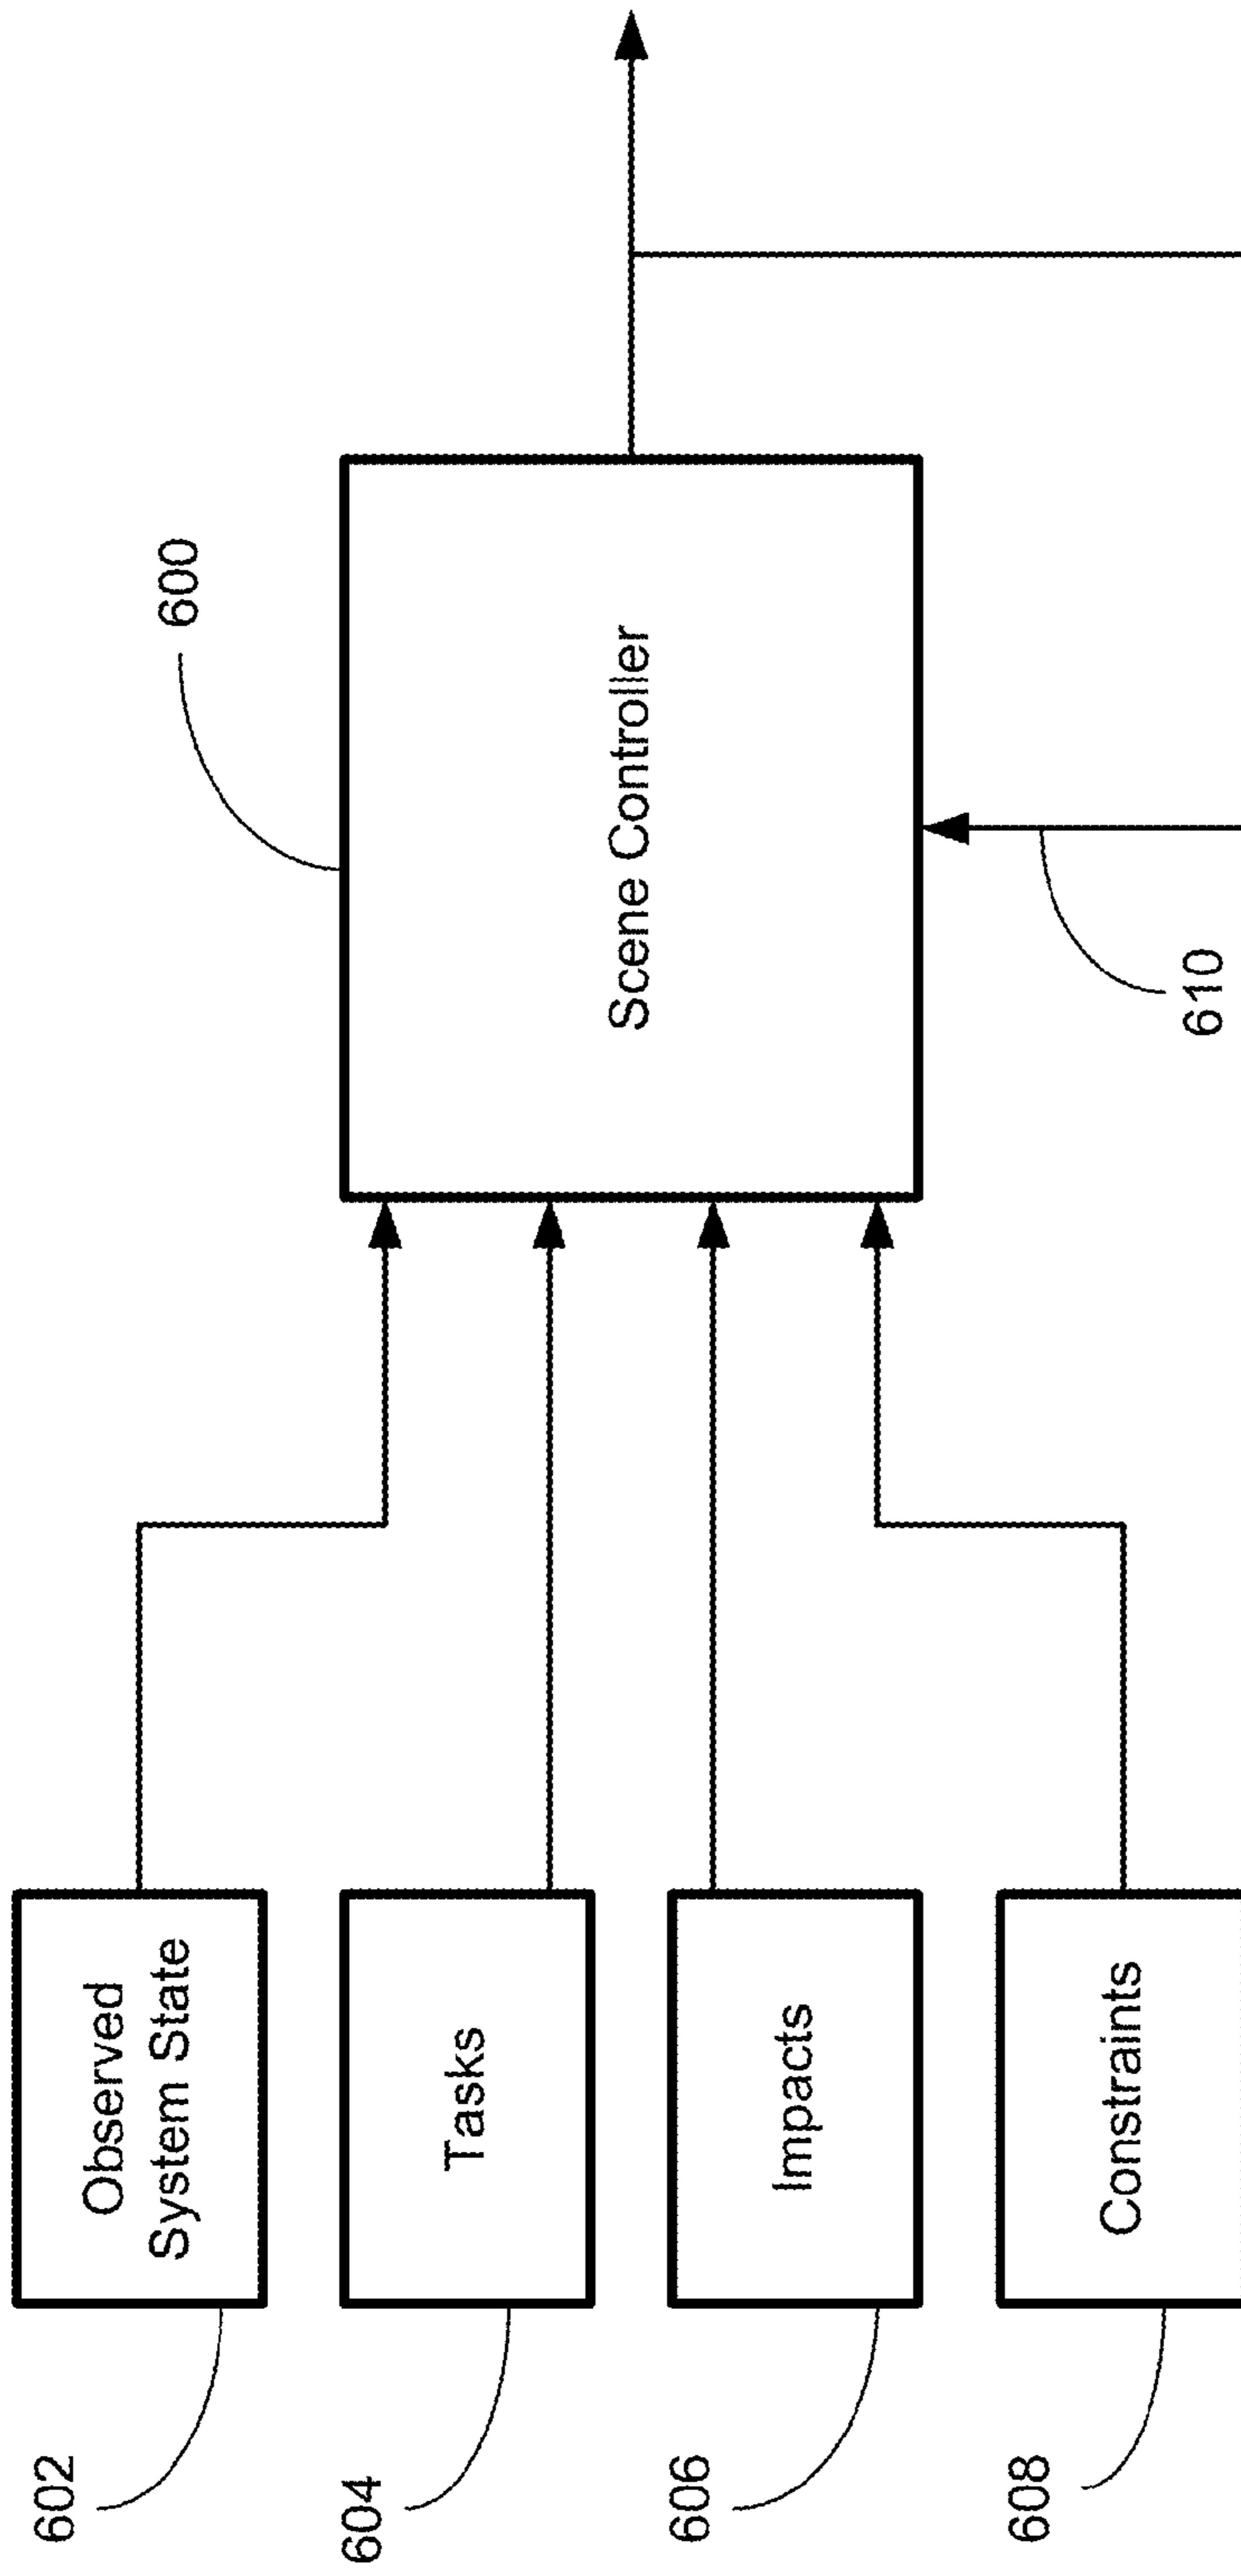 602
Observed
System State
604
Tasks
606
Impacts
608
Constraints
600
Scene Controller
610